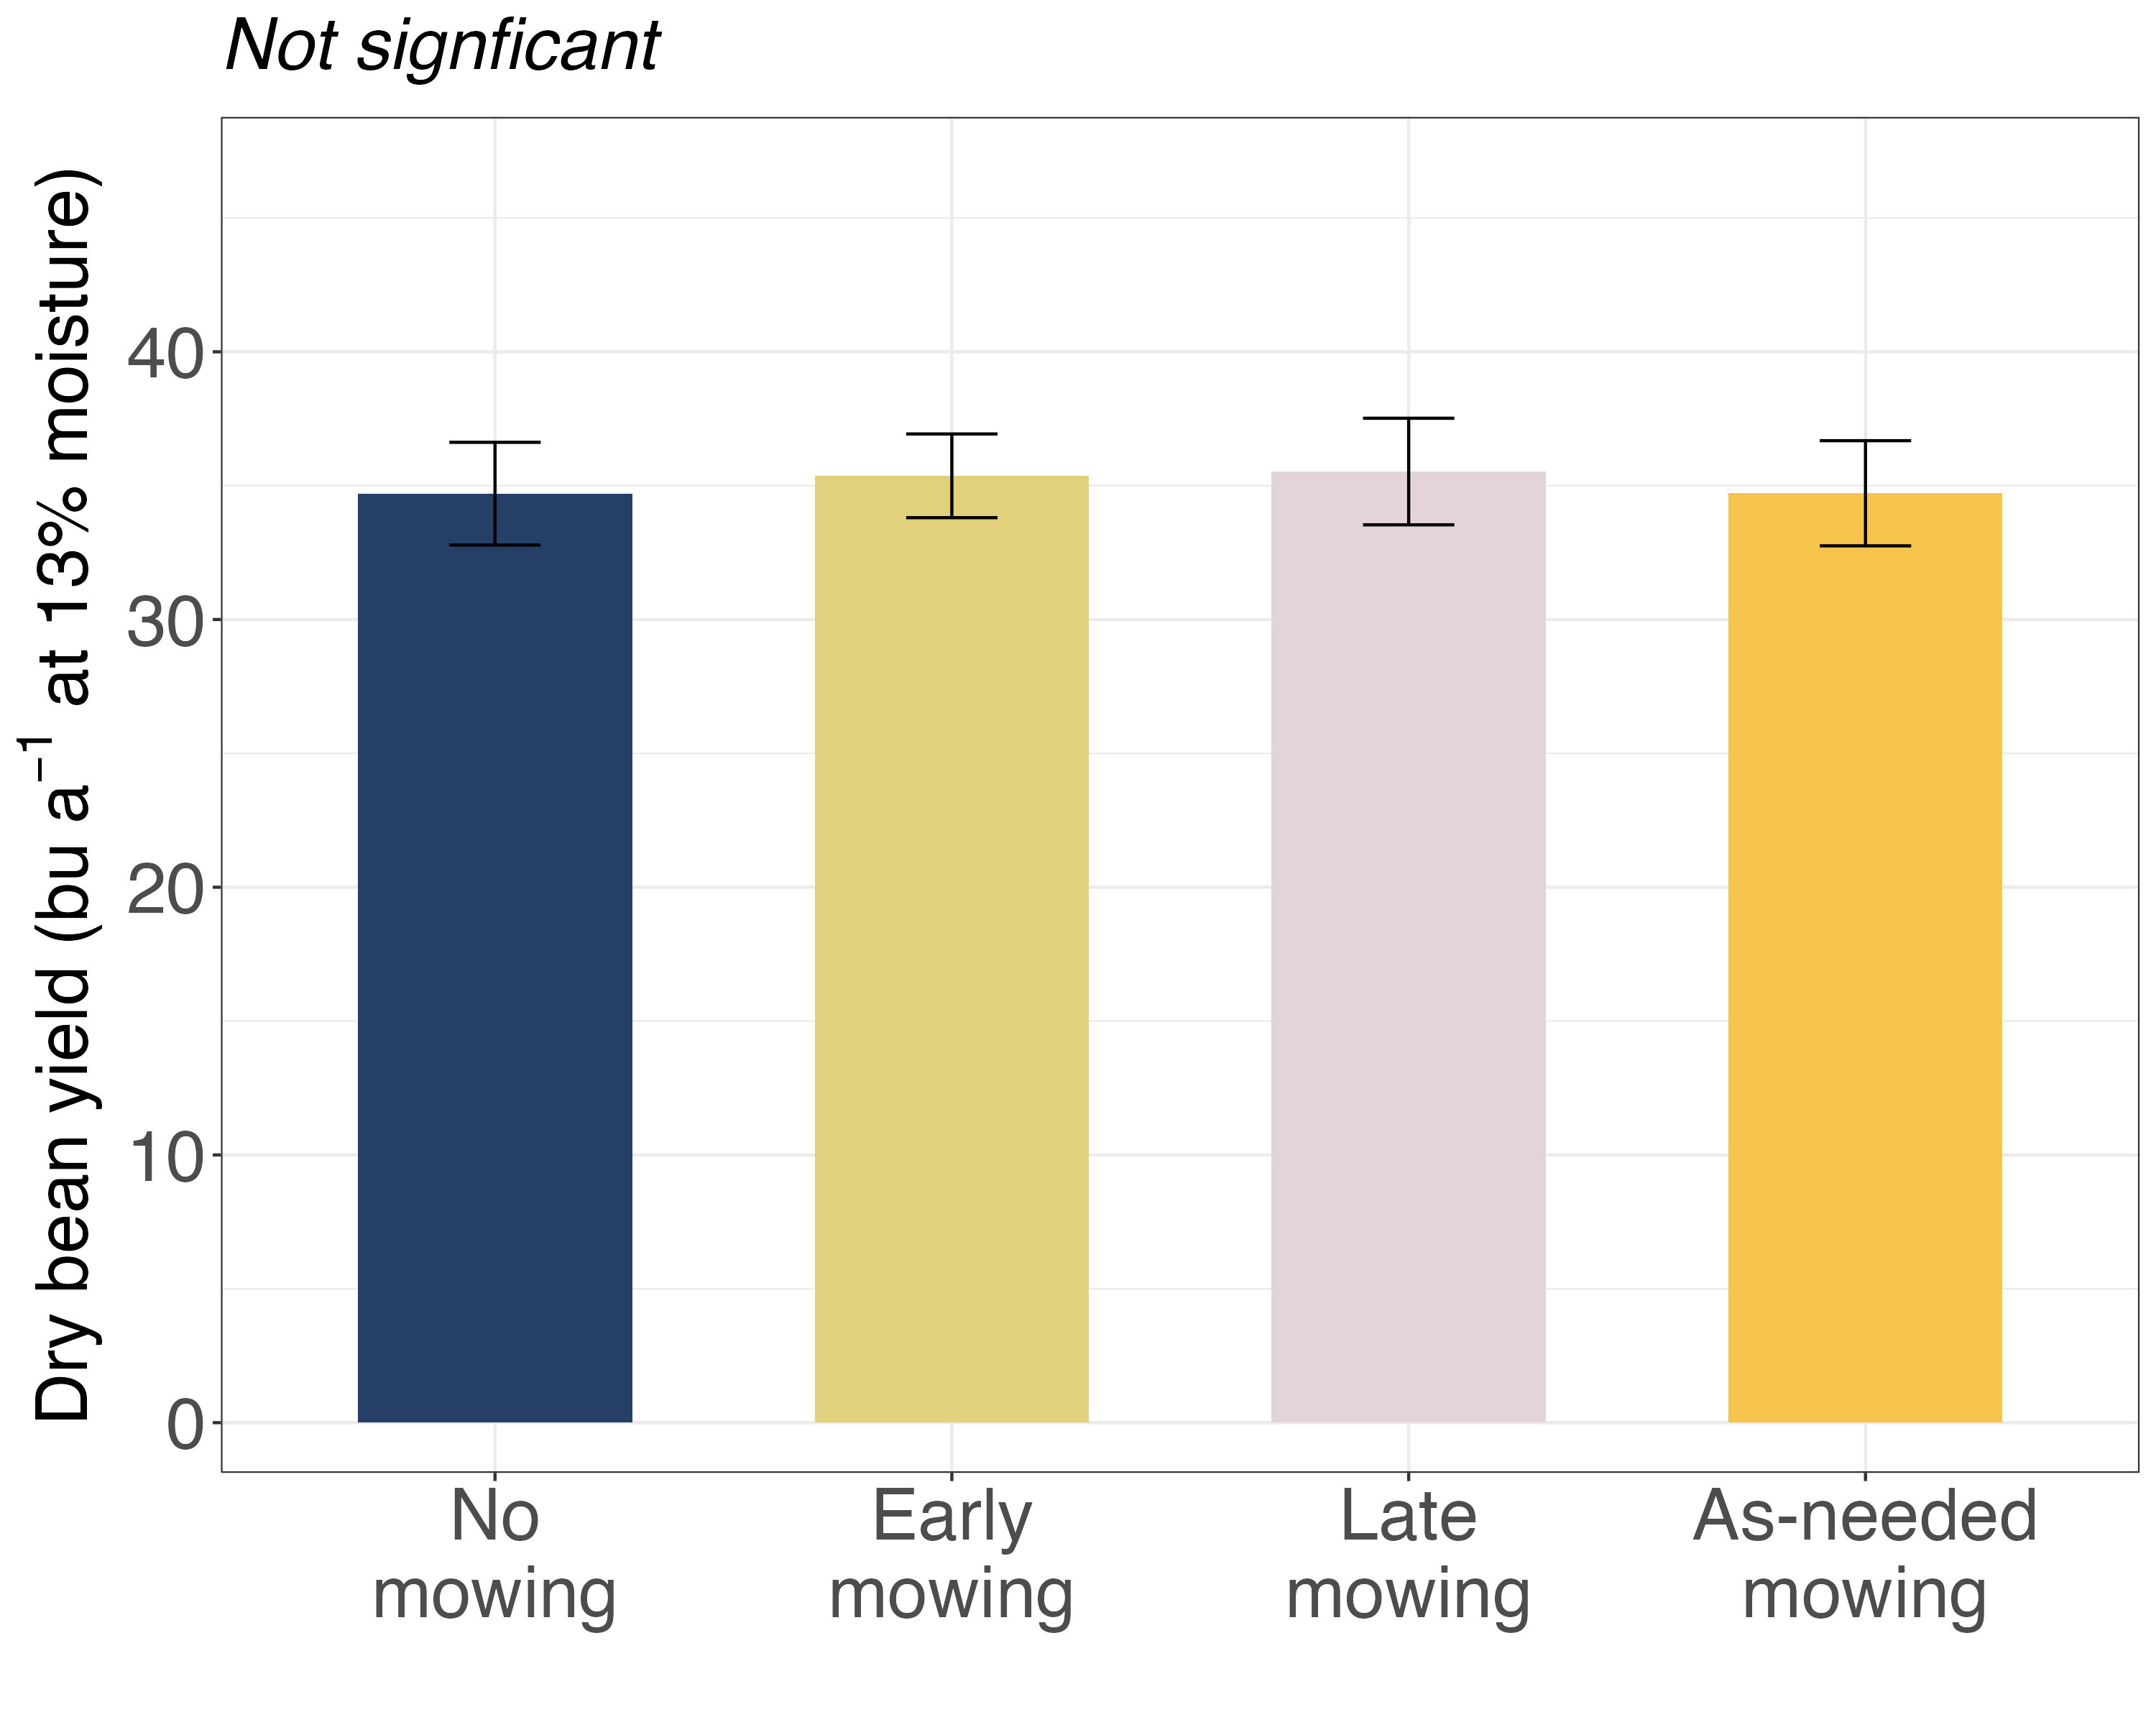 Not signficant
Dry bean yield (bu a⁻¹ at 13% moisture)
40
30
20
10
0
No
mowing
Early
mowing
Late
mowing
As-needed
mowing